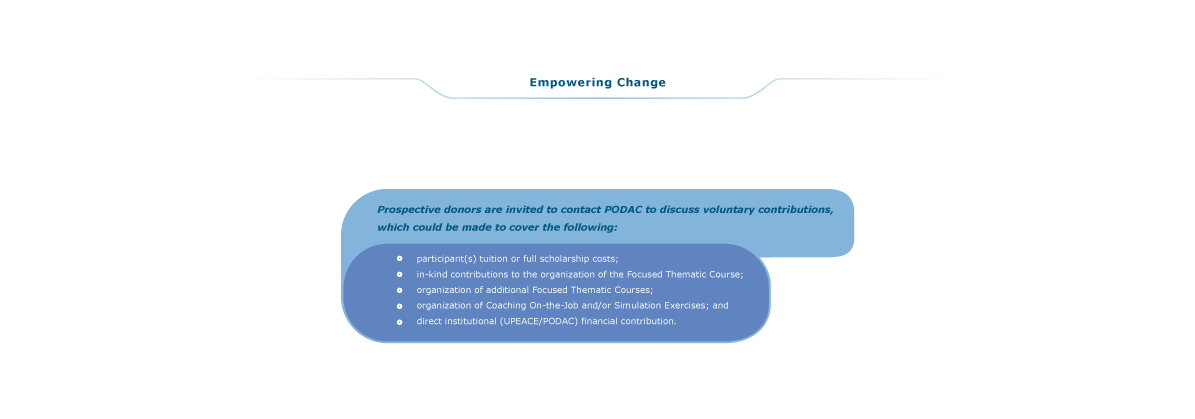 Empowering Change
Prospective donors are invited to contact PODAC to discuss voluntary contributions,
which could be made to cover the following:
participant(s) tuition or full scholarship costs;
in-kind contributions to the organization of the Focused Thematic Course;
organization of additional Focused Thematic Courses;
organization of Coaching On-the-Job and/or Simulation Exercises; and
direct institutional (UPEACE/PODAC) financial contribution.